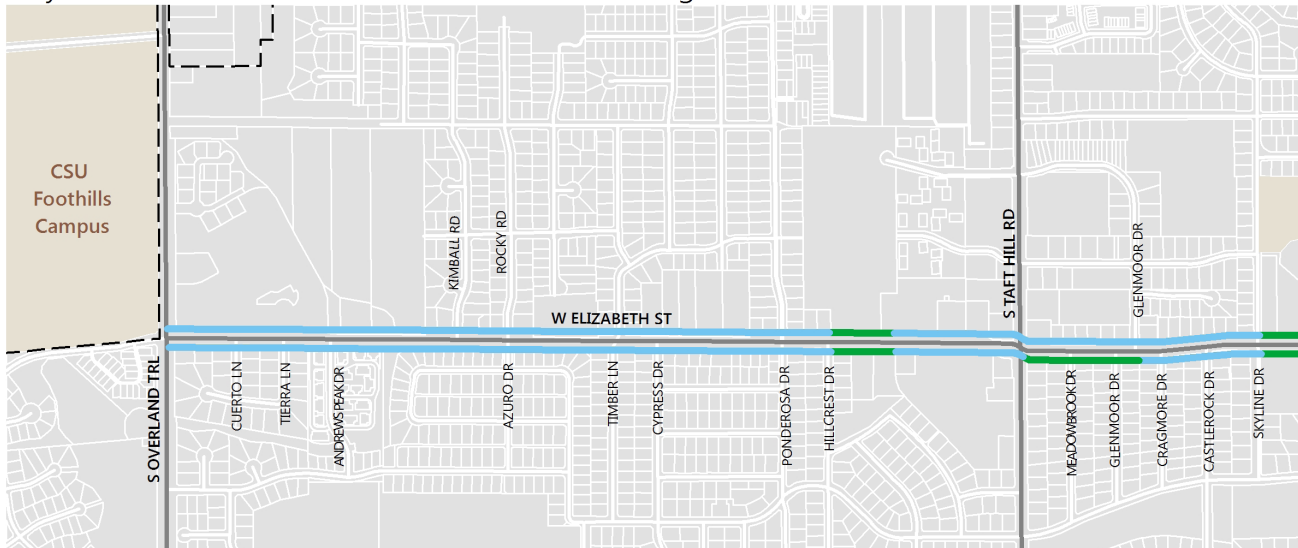 CSU
Foothills
Campus
KIMBALL RD
ROCKY RD
S TAFT HILL RD
GLENMOOR DR
W ELIZABETH ST
S OVERLAND TRL
CUERTO LN
TIERRA LN
ANDREWS PEAK DR
AZURO DR
TIMBER LN
CYPRESS DR
PONDEROSA DR
HILLCREST DR
MEADOWBROOK DR
GLENMOOR DR
CRAGMORE DR
CASTLEROCK DR
SKYLINE DR